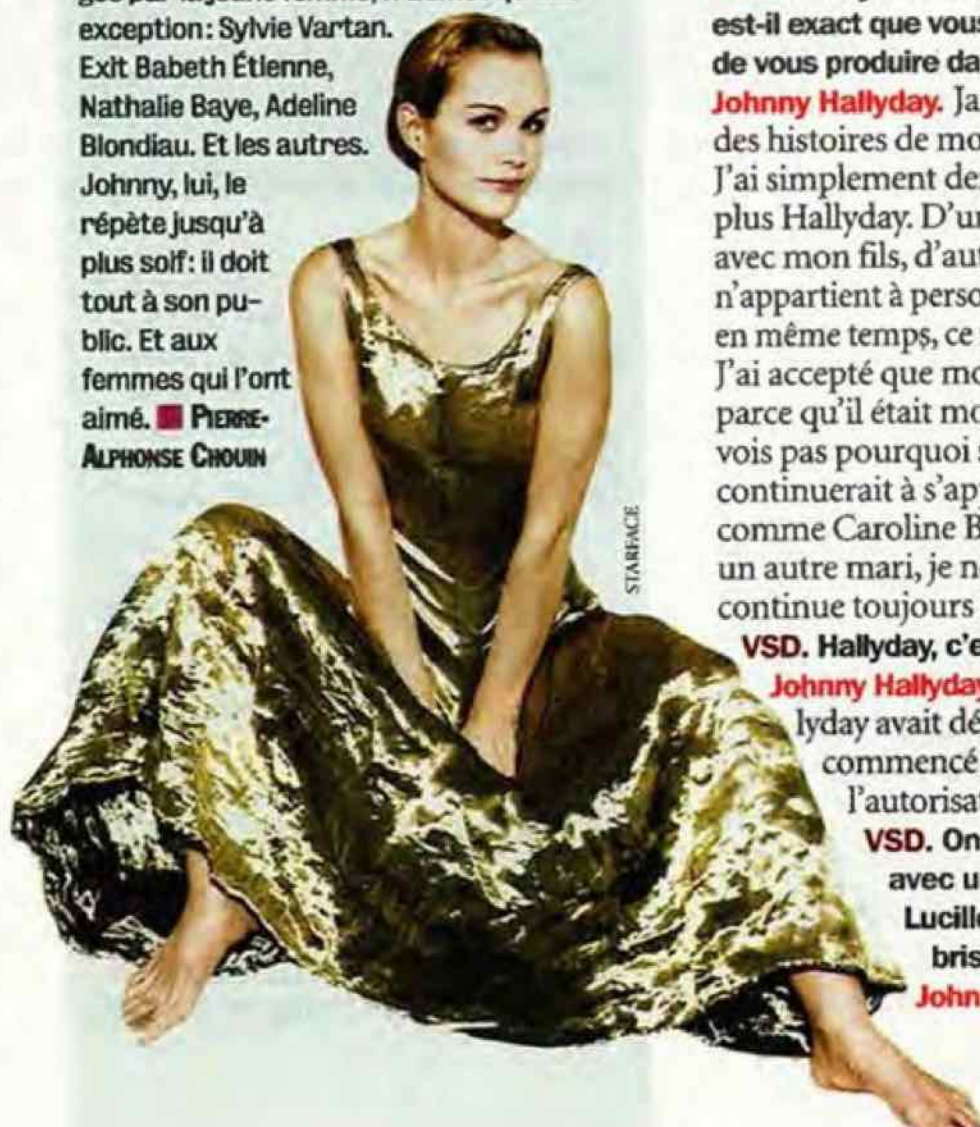 exception: Sylvie Vartan.
Exit Babeth Étienne,
Nathalie Baye, Adeline
Blondiau. Et les autres.
Johnny, lui, le
répète jusqu'à
plus soif: il doit
tout à son pu-
blic. Et aux
femmes qui l'ont
aimé. PIERRE-
ALPHONSE CHOUIN
STARFACE
est-il exact que vous
de vous produire da
Johnny Hallyday. Ja
des histoires de mo
J'ai simplement de
plus Hallyday. D'u
avec mon fils, d'aut
n'appartient à perso
en même temps, ce
J'ai accepté que mo
parce qu'il était m
vois pas pourquoi
continuerait à s'ap
comme Caroline B
un autre mari, je n
continue toujours
VSD. Hallyday, c'e
Johnny Hallyday
lyday avait dé
commencé
l'autorisa
VSD. On
avec u
Lucill
bris
John